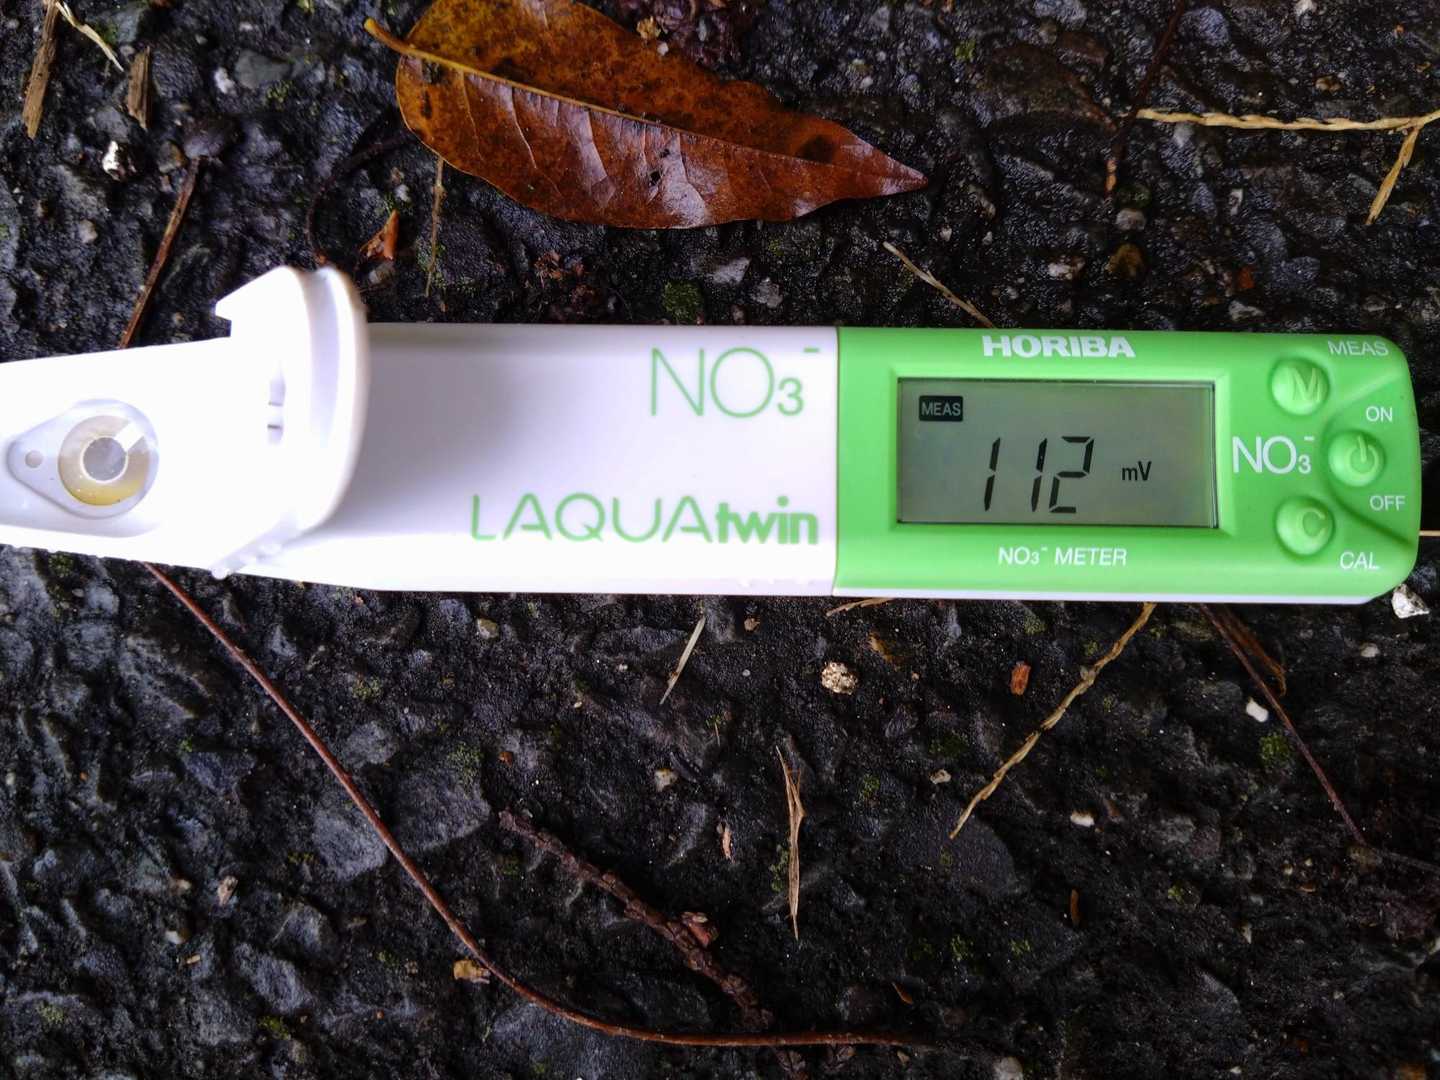 NO₃⁻
LAQUAtwin
HORIBA
MEAS
112 mV
NO₃⁻ METER
MEAS
M
ON
NO₃⁻
OFF
C
CAL